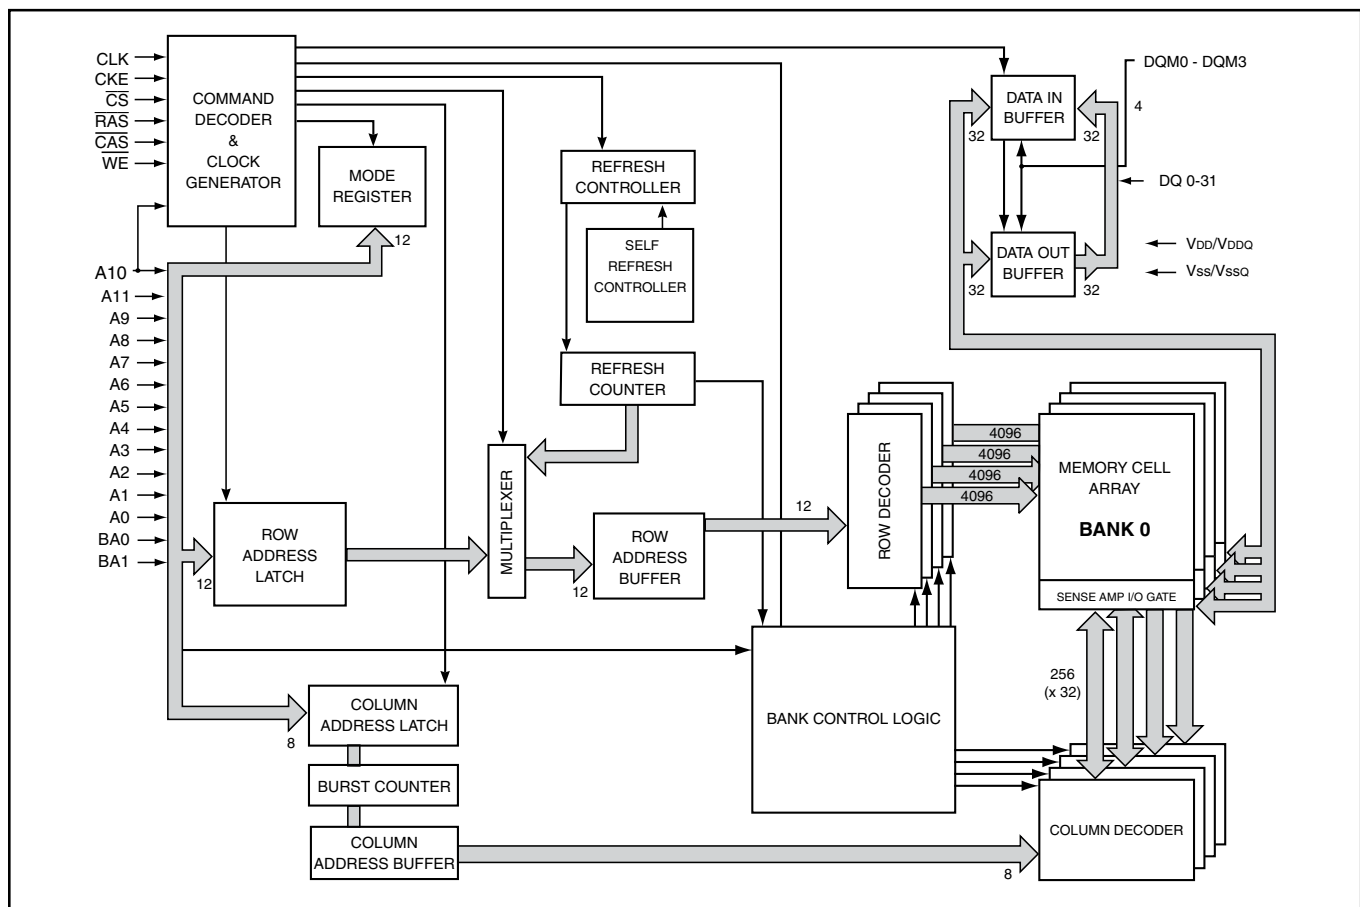 CLK
CKE
CS
RAS
CAS
WE
A10
A11
A9
A8
A7
A6
A5
A4
A3
A2
A1
A0
BA0
BA1
COMMAND
DECODER
&
CLOCK
GENERATOR
MODE
REGISTER
12
REFRESH
CONTROLLER
SELF
REFRESH
CONTROLLER
REFRESH
COUNTER
DATA IN
BUFFER
32
32
DQM0 - DQM3
4
DQ 0-31
DATA OUT
BUFFER
32
32
VDD/VDDQ
VSS/VSSQ
12
ROW
ADDRESS
LATCH
MULTIPLEXER
12
ROW
ADDRESS
BUFFER
12
ROW DECODER
4096
4096
4096
4096
MEMORY CELL
ARRAY
BANK 0
SENSE AMP I/O GATE
256
(x 32)
BANK CONTROL LOGIC
8
COLUMN
ADDRESS LATCH
BURST COUNTER
COLUMN
ADDRESS BUFFER
8
COLUMN DECODER